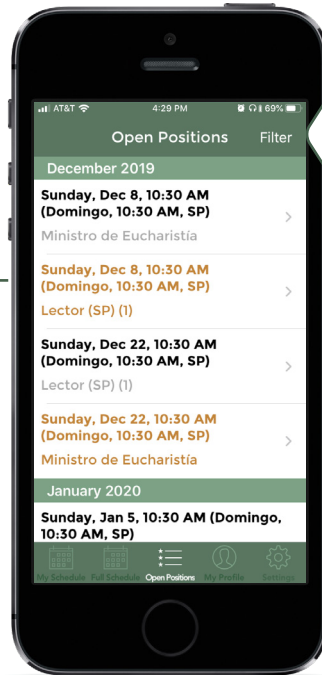 AT&T 4:29 PM 69%
Open Positions Filter
December 2019
Sunday, Dec 8, 10:30 AM
(Domingo, 10:30 AM, SP)
Ministro de Eucharistía
Sunday, Dec 8, 10:30 AM
(Domingo, 10:30 AM, SP)
Lector (SP) (1)
Sunday, Dec 22, 10:30 AM
(Domingo, 10:30 AM, SP)
Lector (SP) (1)
Sunday, Dec 22, 10:30 AM
(Domingo, 10:30 AM, SP)
Ministro de Eucharistía
January 2020
Sunday, Jan 5, 10:30 AM (Domingo,
10:30 AM, SP)
My Schedule Full Schedule Open Positions My Profile Settings